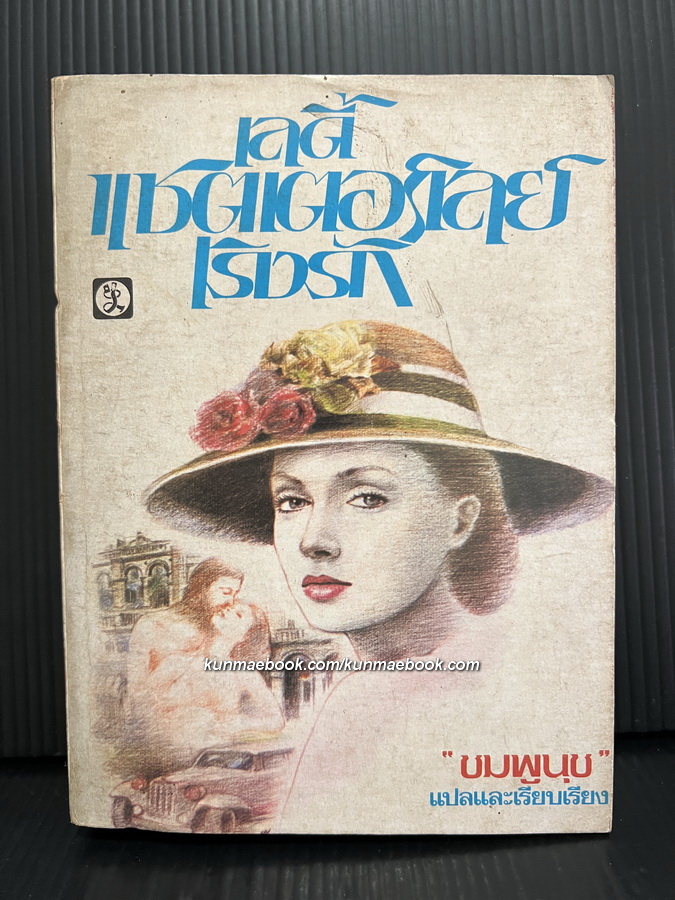 เลดี้
แชตเตอร์เลย์
เริงรัก
kunmaebook.com/kunmaebook.com
"ชมพูนุช"
แปลและเรียบเรียง